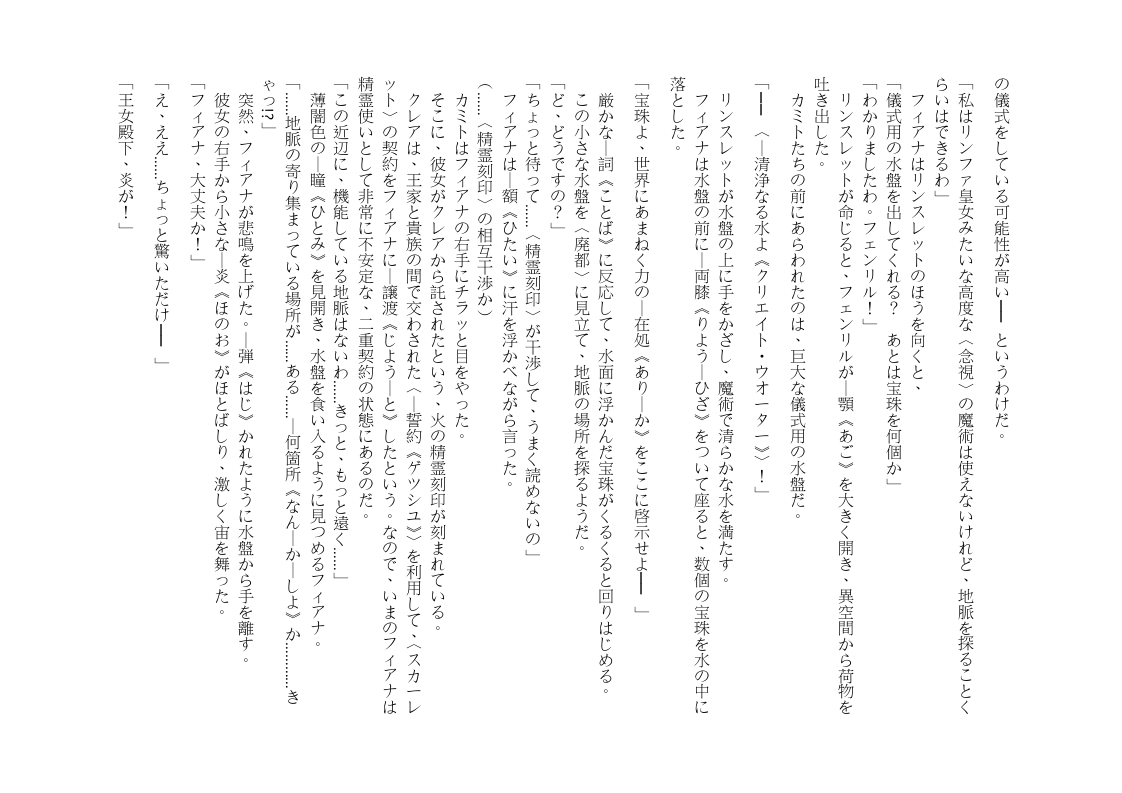 の儀式をしている可能性が高い━━ というわけだ。
「私はリンファ皇女みたいな高度な〈念視〉の魔術は使えないけれど、地脈を探ることく
らいはできるわ」
　フィアナはリンスレットのほうを向くと、
「儀式用の水盤を出してくれる？　あとは宝珠を何個か」
「わかりましたわ。フェンリル！」
　リンスレットが命じると、フェンリルが―顎《あご》を大きく開き、異空間から荷物を
吐き出した。
　カミトたちの前にあらわれたのは、巨大な儀式用の水盤だ。
「━━ 〈―清浄なる水よ《クリエイト・ウオーター》〉！」
　リンスレットが水盤の上に手をかざし、魔術で清らかな水を満たす。
　フィアナは水盤の前に―両膝《りよう―ひざ》をついて座ると、数個の宝珠を水の中に
落とした。
「宝珠よ、世界にあまねく力の―在処《あり―か》をここに啓示せよ━━ 」
　厳かな―詞《ことば》に反応して、水面に浮かんだ宝珠がくるくると回りはじめる。
　この小さな水盤を〈廃都〉に見立て、地脈の場所を探るようだ。
「ど、どうですの？」
「ちょっと待って……〈精霊刻印〉が干渉して、うまく読めないの」
　フィアナは―額《ひたい》に汗を浮かべながら言った。
（……〈精霊刻印〉の相互干渉か）
　カミトはフィアナの右手にチラッと目をやった。
　そこに、彼女がクレアから託されたという、火の精霊刻印が刻まれている。
　クレアは、王家と貴族の間で交わされた〈―誓約《ゲツシユ》〉を利用して、〈スカーレ
ット〉の契約をフィアナに―譲渡《じよう―と》したという。なので、いまのフィアナは
精霊使いとして非常に不安定な、二重契約の状態にあるのだ。
「この近辺に、機能している地脈はないわ……きっと、もっと遠く……」
　薄闇色の―瞳《ひとみ》を見開き、水盤を食い入るように見つめるフィアナ。
「……地脈の寄り集まっている場所が……ある……―何箇所《なん―か―しよ》か…………き
ゃっ!?」
　突然、フィアナが悲鳴を上げた。―弾《はじ》かれたように水盤から手を離す。
　彼女の右手から小さな―炎《ほのお》がほとばしり、激しく宙を舞った。
「フィアナ、大丈夫か！」
「え、ええ……ちょっと驚いただけ━━ 」
「王女殿下、炎が！」